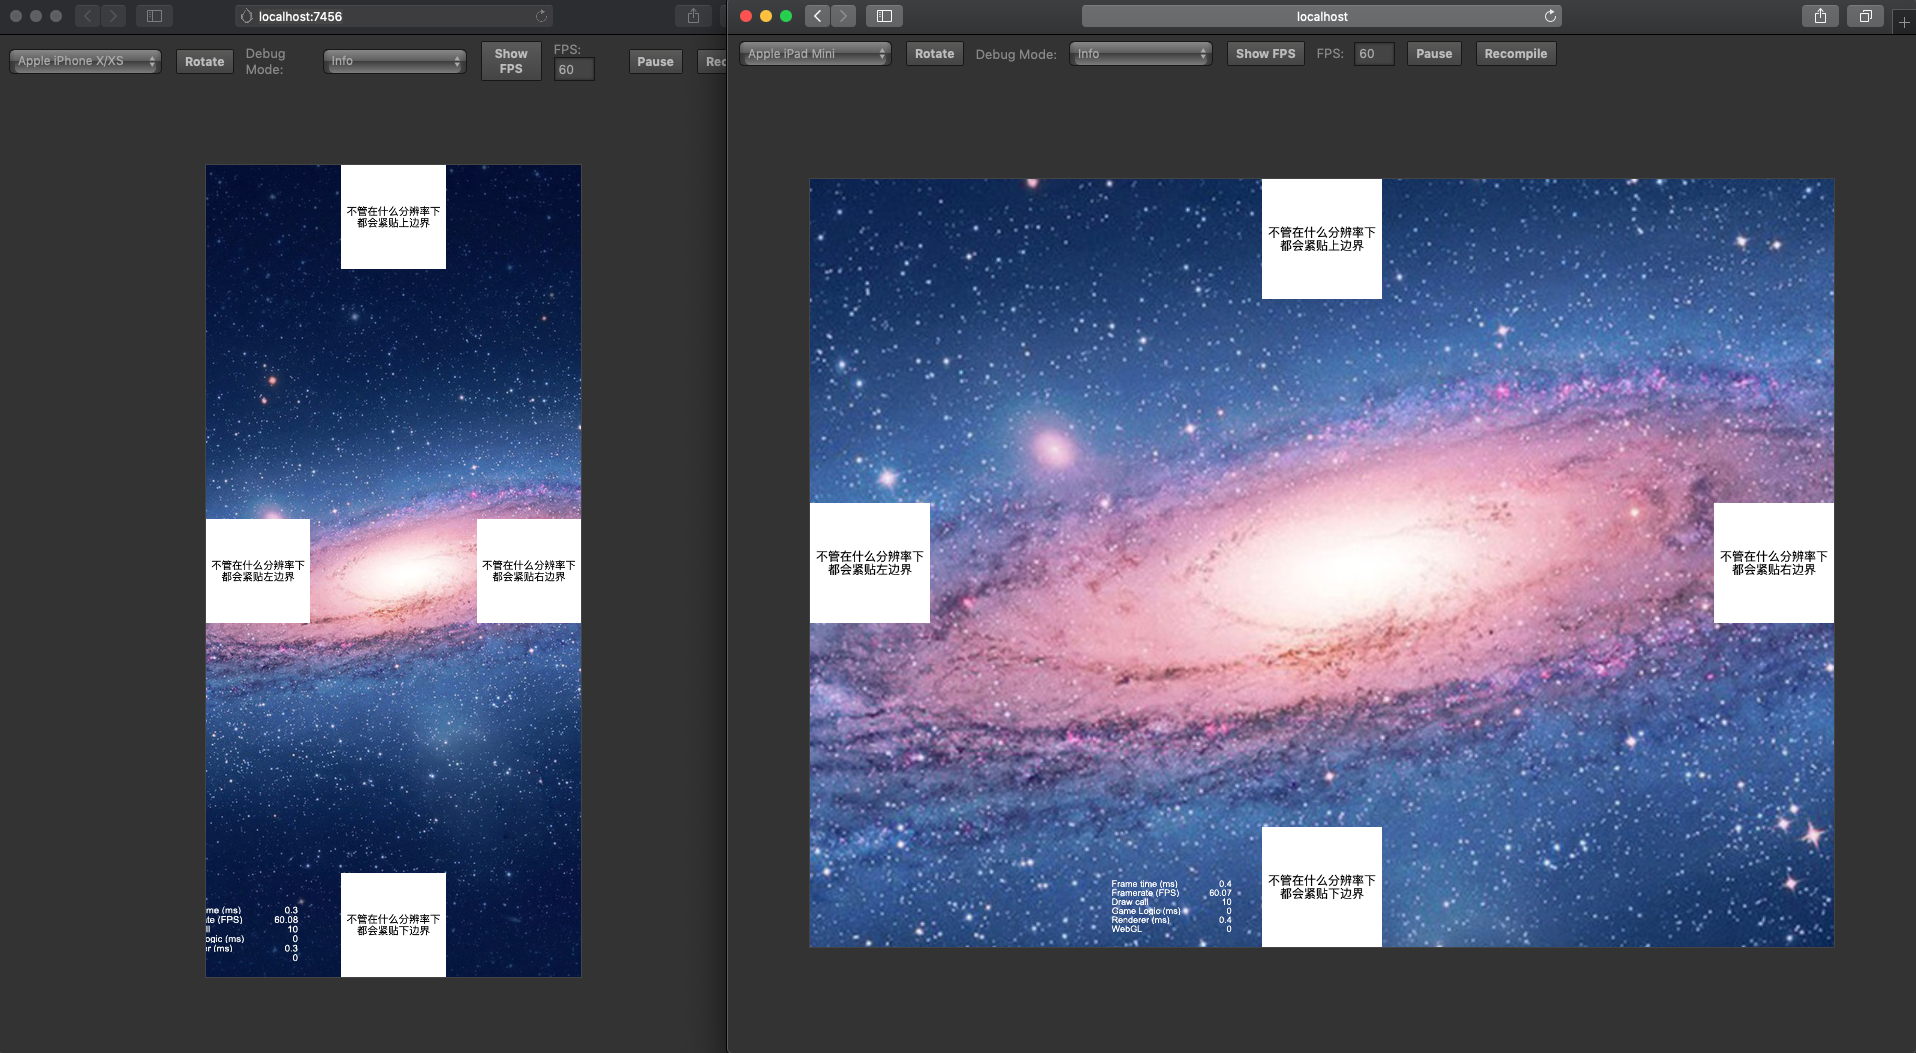 localhost:7456
Apple iPhone X/XS
Rotate
Debug
Mode:
Info
Show
FPS
FPS:
60
Pause
Rec
不管在什么分辨率下
都会紧贴上边界
不管在什么分辨率下
都会紧贴左边界
不管在什么分辨率下
都会紧贴右边界
me (ms) 0.3
te (FPS) 60.08
ll 10
ogic (ms) 0
r (ms) 0.3
0
不管在什么分辨率下
都会紧贴下边界
localhost
Apple iPad Mini
Rotate
Debug Mode:
Info
Show FPS
FPS:
60
Pause
Recompile
不管在什么分辨率下
都会紧贴上边界
不管在什么分辨率下
都会紧贴左边界
不管在什么分辨率下
都会紧贴右边界
Frame time (ms) 0.4
Framerate (FPS) 60.07
Draw call 10
Game Logic (ms) 0
Renderer (ms) 0.4
WebGL 0
不管在什么分辨率下
都会紧贴下边界